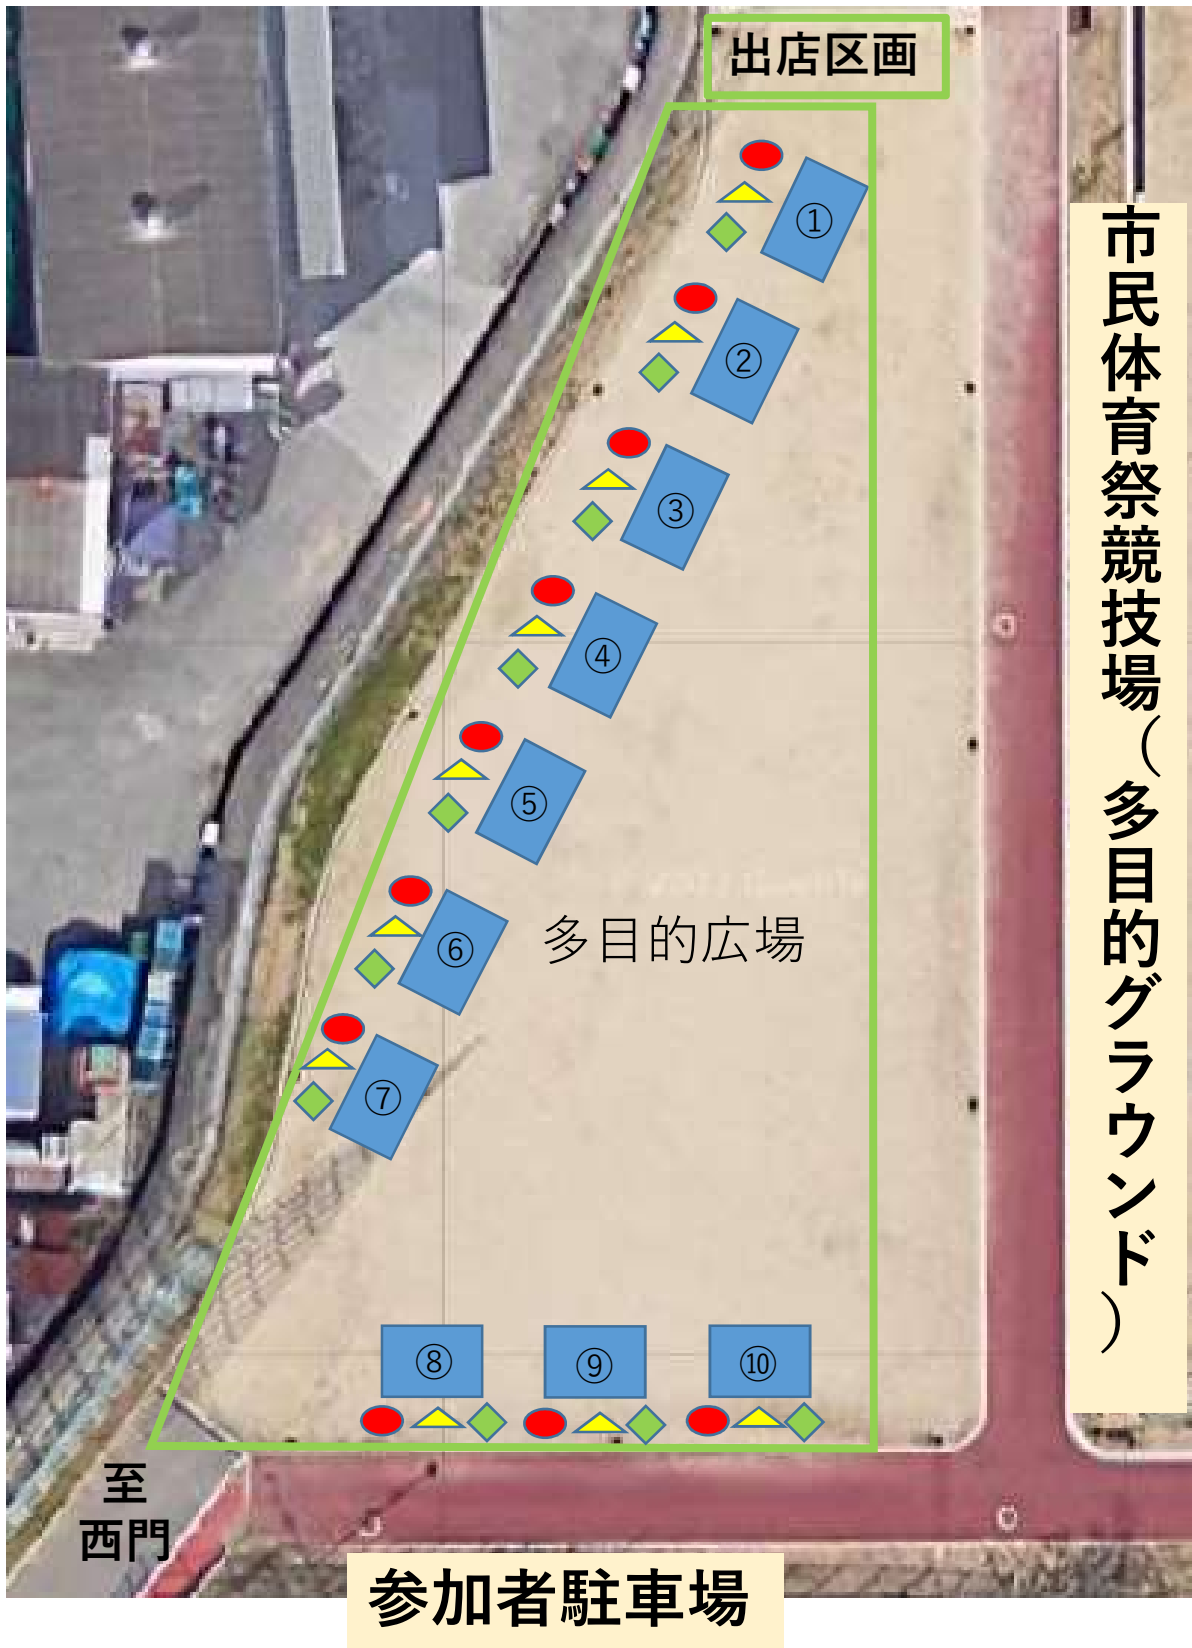 出店区画
①
②
③
④
⑤
⑥
⑦
多目的広場
⑧
⑨
⑩
市民体育祭競技場（多目的グラウンド）
至
西門
参加者駐車場